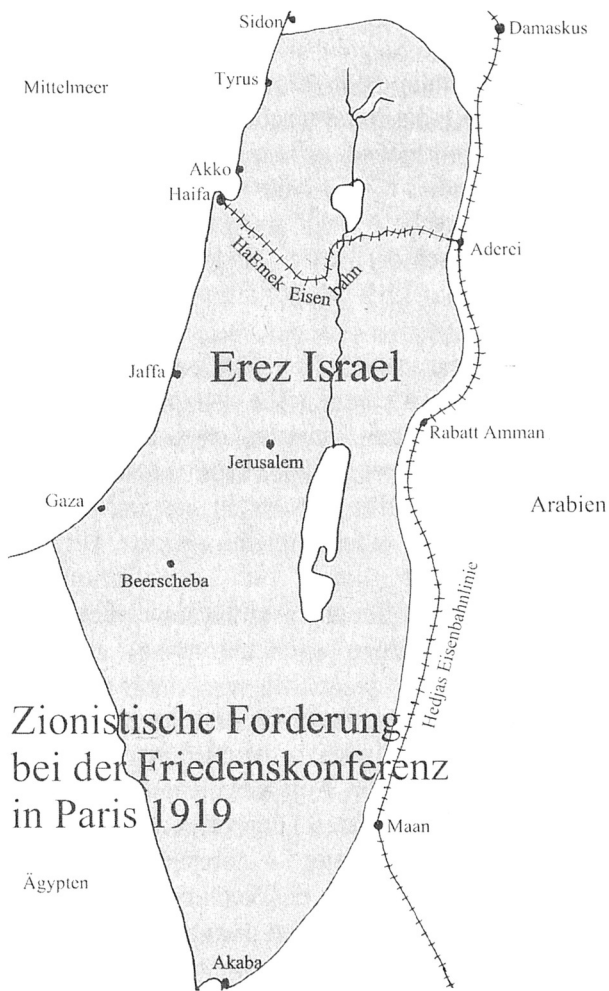 Sidon
Damaskus
Mittelmeer
Tyrus
Akko
Haifa
HaEmek Eisenbahn
Aderei
Erez Israel
Jaffa
Rabatt Amman
Jerusalem
Gaza
Arabien
Beerscheba
Hedjas Eisenbahnlinie
Zionistische Forderung
bei der Friedenskonferenz
in Paris 1919
Maan
Ägypten
Akaba